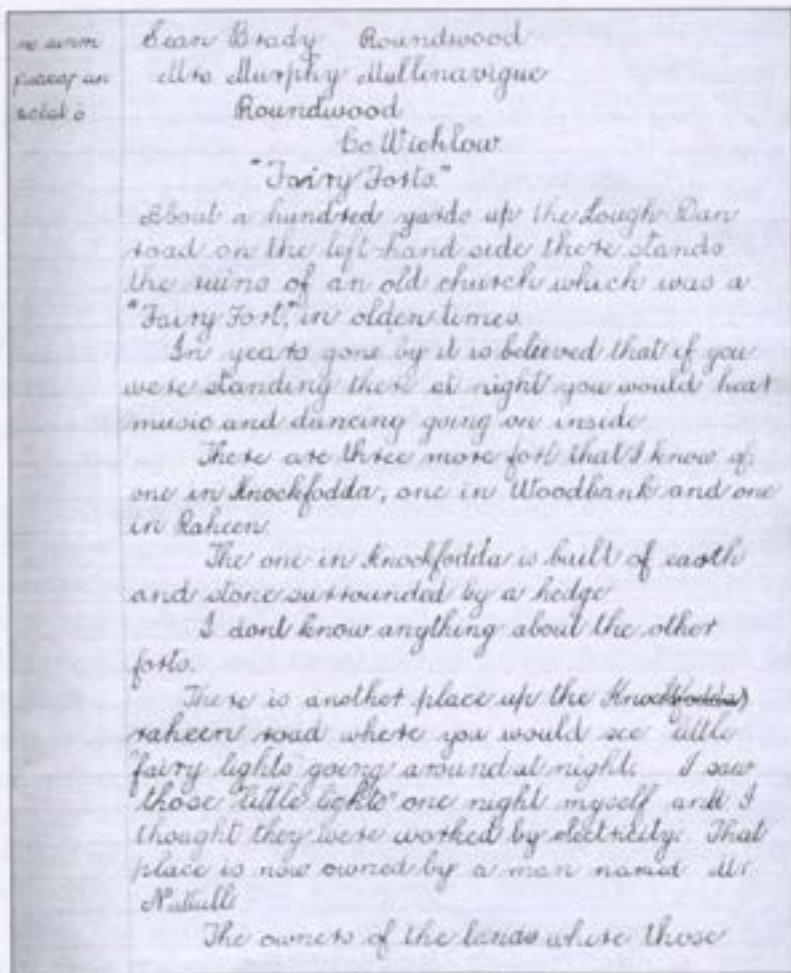 Sean Brady Roundwood
Mrs Murphy Mullinavigue
Roundwood
Co Wicklow
"Fairy Forts."
About a hundred yards up the Lough Dan
road on the left hand side there stands
the ruins of an old church which was a
"Fairy Fort," in olden times.
In years gone by it is believed that if you
were standing there at night you would hear
music and dancing going on inside
There are three more fort that I know of,
one in Knockfodda, one in Woodbank and one
in Raheen
The one in Knockfodda is built of earth
and stone surrounded by a hedge
I dont know anything about the other
forts.
There is another place up the Knockfodda
raheen road where you would see little
fairy lights going around at night. I saw
"those little lights" one night myself and I
thought they were worked by electricity. That
place is now owned by a man named Mr
The owners of the lands where those